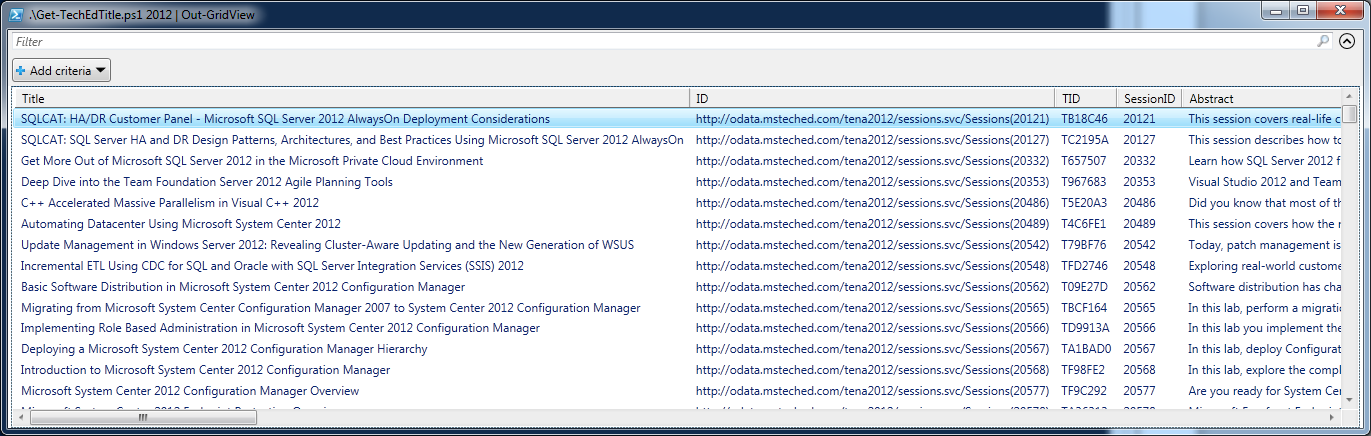 .\Get-TechEdTitle.ps1 2012 | Out-GridView
Filter
Add criteria
Title ID TID SessionID Abstract
SQLCAT: HA/DR Customer Panel - Microsoft SQL Server 2012 AlwaysOn Deployment Considerations http://odata.msteched.com/tena2012/sessions.svc/Sessions(20121) TB18C46 20121 This session covers real-life c
SQLCAT: SQL Server HA and DR Design Patterns, Architectures, and Best Practices Using Microsoft SQL Server 2012 AlwaysOn http://odata.msteched.com/tena2012/sessions.svc/Sessions(20127) TC2195A 20127 This session describes how to
Get More Out of Microsoft SQL Server 2012 in the Microsoft Private Cloud Environment http://odata.msteched.com/tena2012/sessions.svc/Sessions(20332) T657507 20332 Learn how SQL Server 2012 f
Deep Dive into the Team Foundation Server 2012 Agile Planning Tools http://odata.msteched.com/tena2012/sessions.svc/Sessions(20353) T967683 20353 Visual Studio 2012 and Team
C++ Accelerated Massive Parallelism in Visual C++ 2012 http://odata.msteched.com/tena2012/sessions.svc/Sessions(20486) T5E20A3 20486 Did you know that most of th
Automating Datacenter Using Microsoft System Center 2012 http://odata.msteched.com/tena2012/sessions.svc/Sessions(20489) T4C6FE1 20489 This session covers how the n
Update Management in Windows Server 2012: Revealing Cluster-Aware Updating and the New Generation of WSUS http://odata.msteched.com/tena2012/sessions.svc/Sessions(20542) T79BF76 20542 Today, patch management is
Incremental ETL Using CDC for SQL and Oracle with SQL Server Integration Services (SSIS) 2012 http://odata.msteched.com/tena2012/sessions.svc/Sessions(20548) TFD2746 20548 Exploring real-world custome
Basic Software Distribution in Microsoft System Center 2012 Configuration Manager http://odata.msteched.com/tena2012/sessions.svc/Sessions(20562) T09E27D 20562 Software distribution has cha
Migrating from Microsoft System Center Configuration Manager 2007 to System Center 2012 Configuration Manager http://odata.msteched.com/tena2012/sessions.svc/Sessions(20565) TBCF164 20565 In this lab, perform a migratio
Implementing Role Based Administration in Microsoft System Center 2012 Configuration Manager http://odata.msteched.com/tena2012/sessions.svc/Sessions(20566) TD9913A 20566 In this lab you implement the
Deploying a Microsoft System Center 2012 Configuration Manager Hierarchy http://odata.msteched.com/tena2012/sessions.svc/Sessions(20567) TA1BAD0 20567 In this lab, deploy Configurat
Introduction to Microsoft System Center 2012 Configuration Manager http://odata.msteched.com/tena2012/sessions.svc/Sessions(20568) TF98FE2 20568 In this lab, explore the compl
Microsoft System Center 2012 Configuration Manager Overview http://odata.msteched.com/tena2012/sessions.svc/Sessions(20577) TF9C292 20577 Are you ready for System Cen